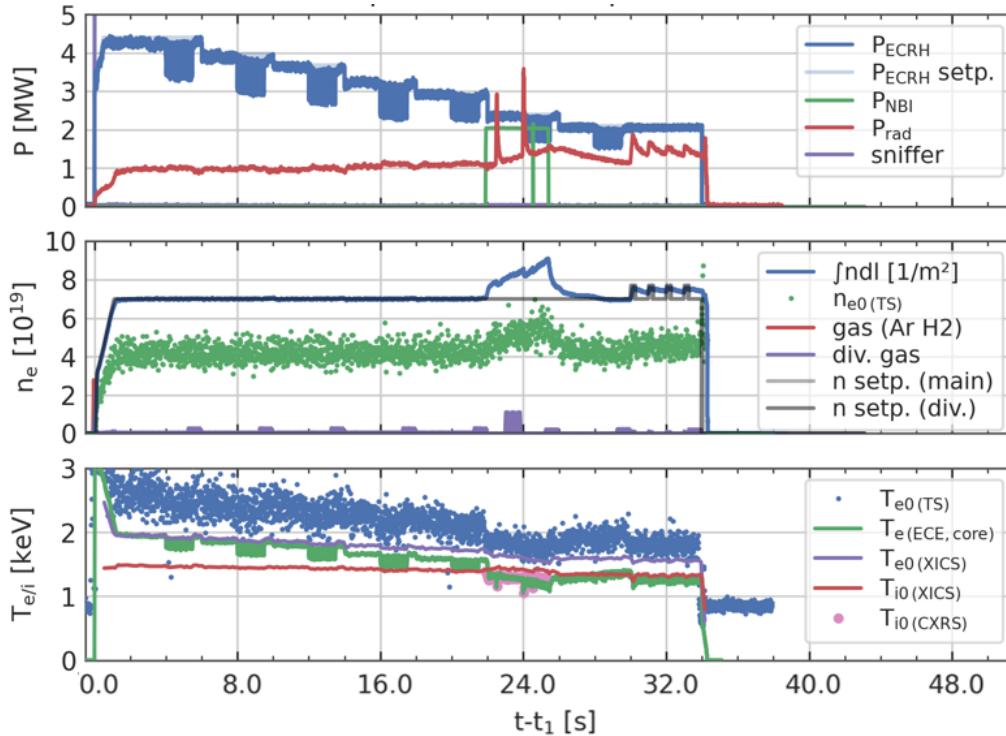 5
4
3
2
1
0
P [MW]
P_ECRH
P_ECRH setp.
P_NBI
P_rad
sniffer
10
8
6
4
2
0
n_e [10^19]
∫ndl [1/m²]
n_e0 (TS)
gas (Ar H2)
div. gas
n setp. (main)
n setp. (div.)
3
2
1
0
T_e/i [keV]
T_e0 (TS)
T_e (ECE, core)
T_e0 (XICS)
T_i0 (XICS)
T_i0 (CXRS)
0.0 8.0 16.0 24.0 32.0 40.0 48.0
t-t_1 [s]